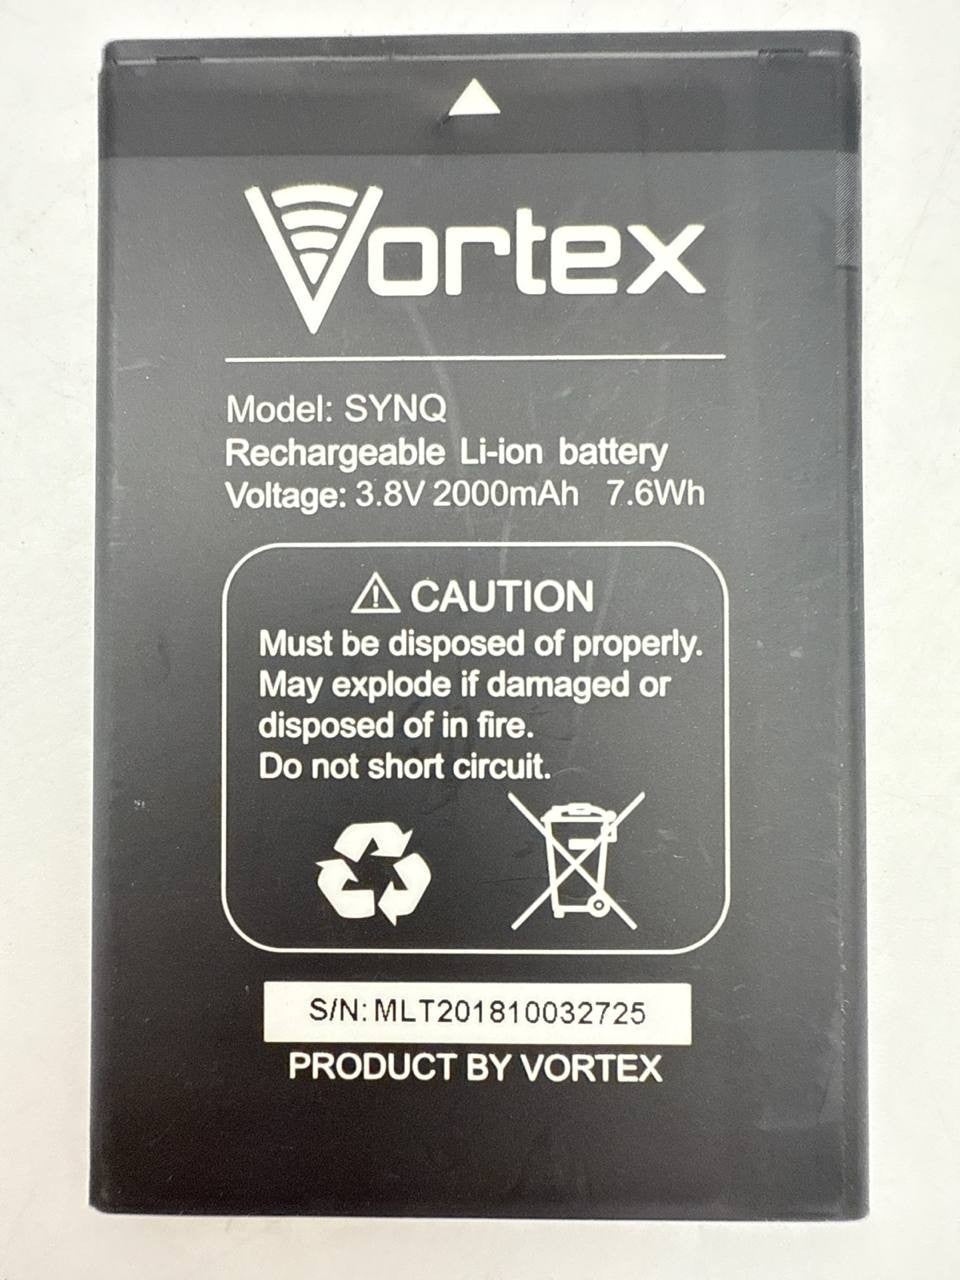 Vortex
Model: SYNQ
Rechargeable Li-ion battery
Voltage: 3.8V 2000mAh 7.6Wh
CAUTION
Must be disposed of properly.
May explode if damaged or
disposed of in fire.
Do not short circuit.
S/N: MLT201810032725
PRODUCT BY VORTEX